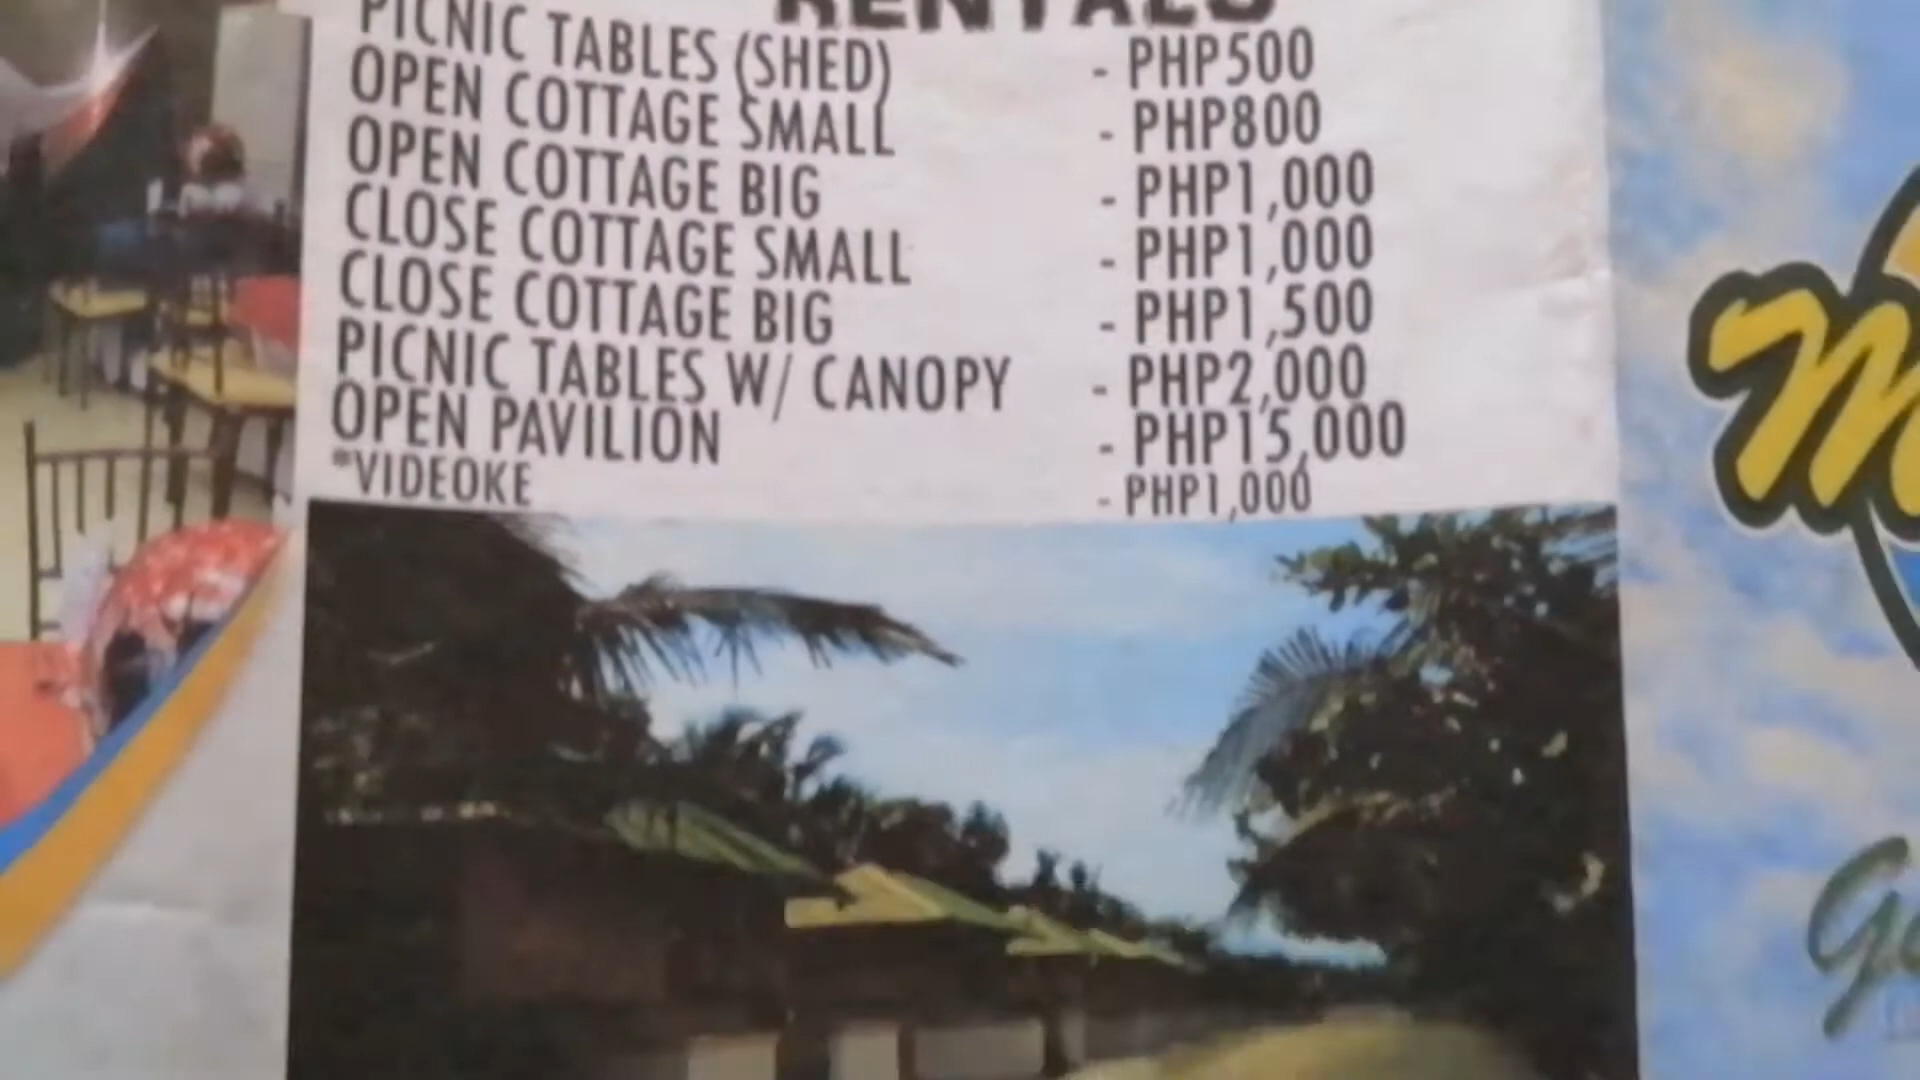 RENTALS
PICNIC TABLES (SHED) - PHP500
OPEN COTTAGE SMALL - PHP800
OPEN COTTAGE BIG - PHP1,000
CLOSE COTTAGE SMALL - PHP1,000
CLOSE COTTAGE BIG - PHP1,500
PICNIC TABLES W/ CANOPY - PHP2,000
OPEN PAVILION - PHP15,000
*VIDEOKE - PHP1,000